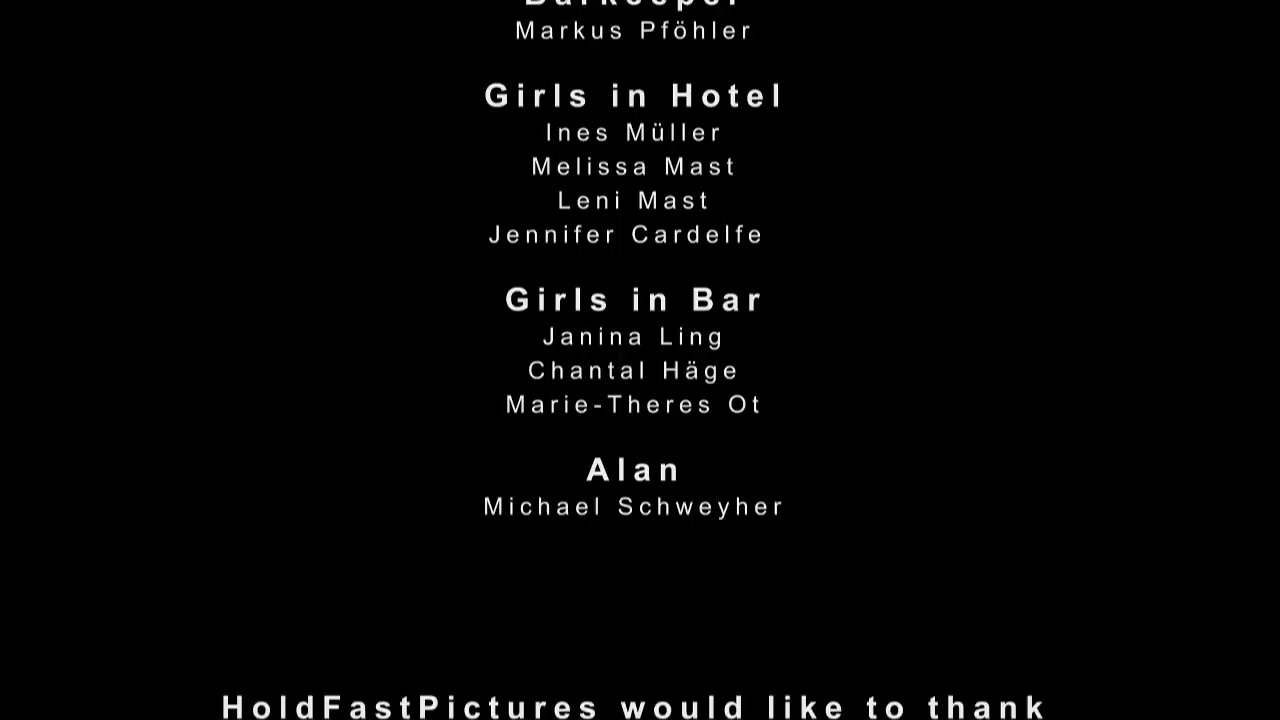 Barkeeper
Markus Pföhler
Girls in Hotel
Ines Müller
Melissa Mast
Leni Mast
Jennifer Cardelfe
Girls in Bar
Janina Ling
Chantal Häge
Marie-Theres Ot
Alan
Michael Schweyher
HoldFastPictures would like to thank